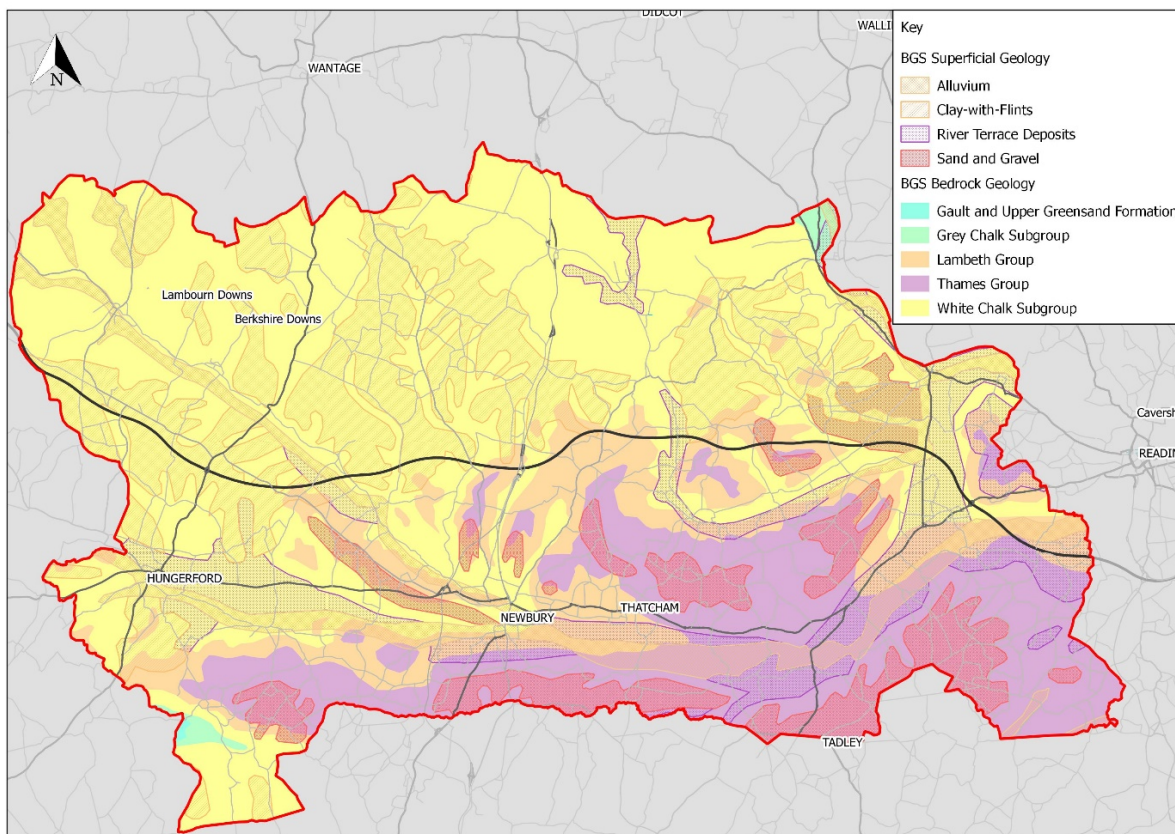 DIDCOT
WALLI
WANTAGE
N
Key
BGS Superficial Geology
Alluvium
Clay-with-Flints
River Terrace Deposits
Sand and Gravel
BGS Bedrock Geology
Gault and Upper Greensand Formation
Grey Chalk Subgroup
Lambeth Group
Thames Group
White Chalk Subgroup
Lambourn Downs
Berkshire Downs
Caversh
READIN
HUNGERFORD
NEWBURY
THATCHAM
TADLEY